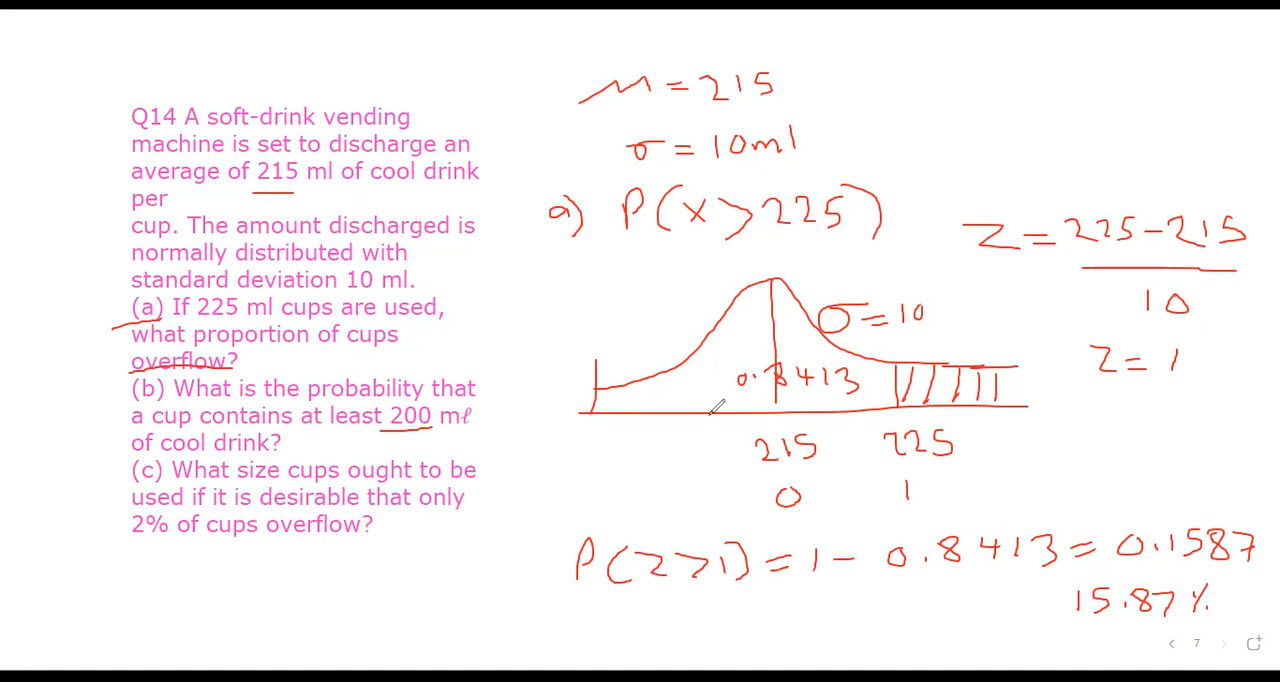 Q14 A soft-drink vending
machine is set to discharge an
average of 215 ml of cool drink
per
cup. The amount discharged is
normally distributed with
standard deviation 10 ml.
(a) If 225 ml cups are used,
what proportion of cups
overflow?
(b) What is the probability that
a cup contains at least 200 mℓ
of cool drink?
(c) What size cups ought to be
used if it is desirable that only
2% of cups overflow?
μ = 215
σ = 10ml
a) P(x > 225)
Z = 225 - 215
10
Z = 1
σ = 10
0.8413
215 225
0 1
P(Z > 1) = 1 - 0.8413 = 0.1587
15.87 %
7